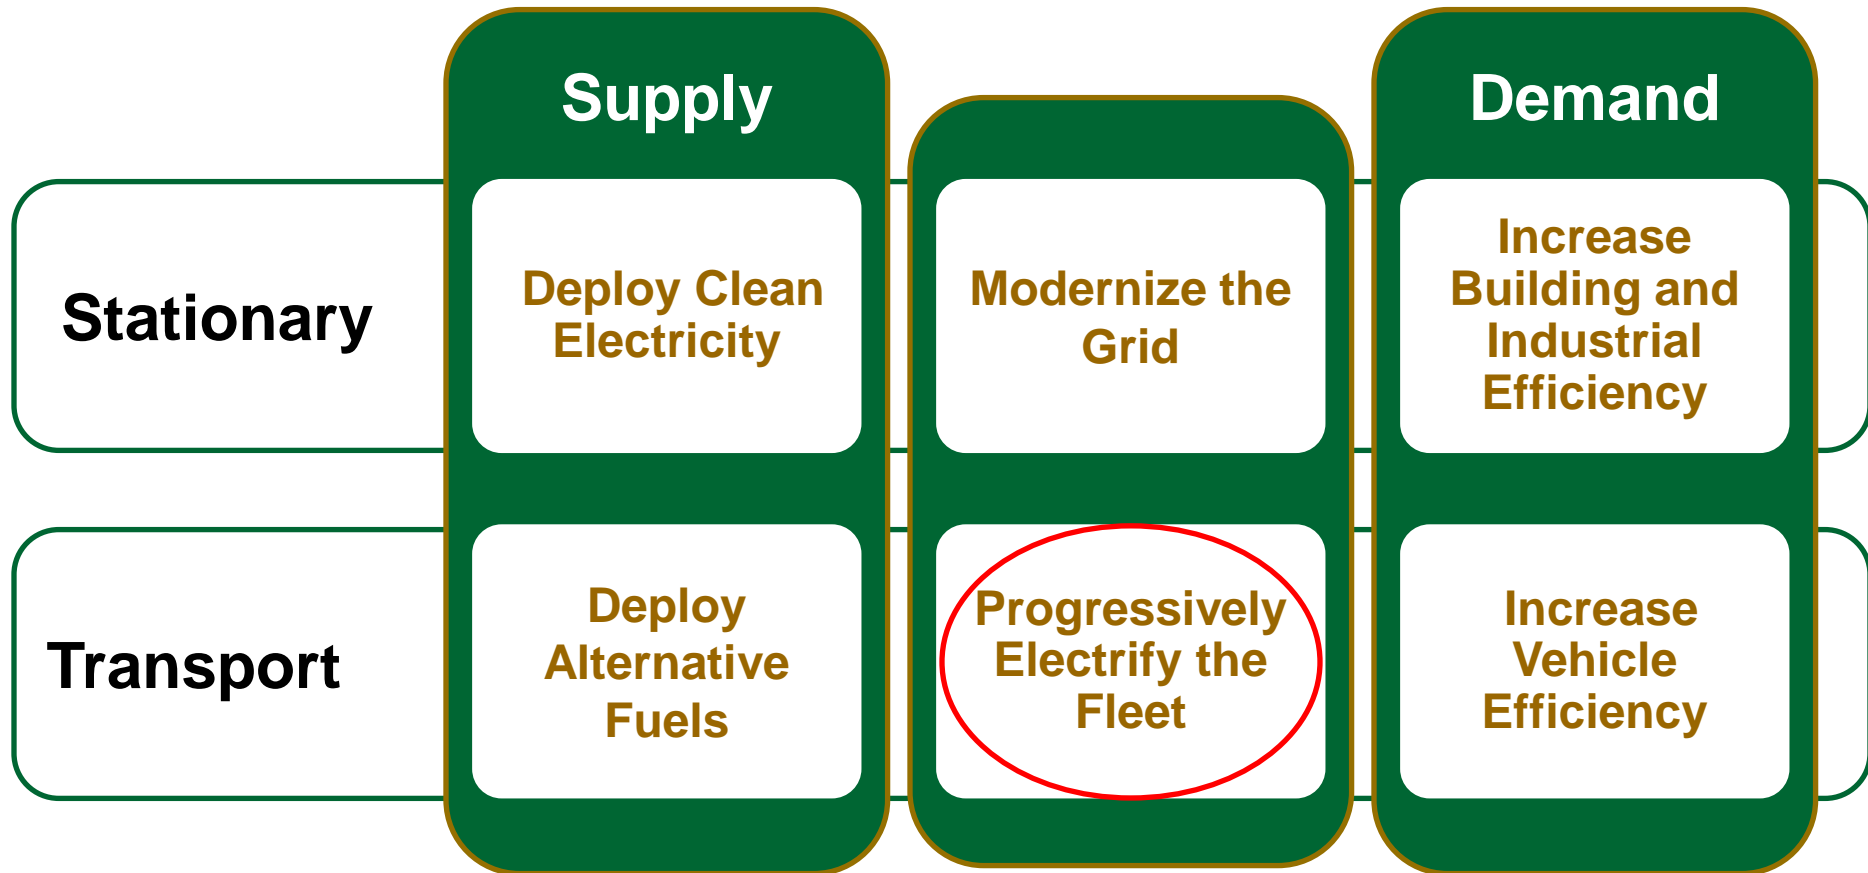 Supply
Demand
Stationary
Deploy Clean
Electricity
Modernize the
Grid
Increase
Building and
Industrial
Efficiency
Transport
Deploy
Alternative
Fuels
Progressively
Electrify the
Fleet
Increase
Vehicle
Efficiency